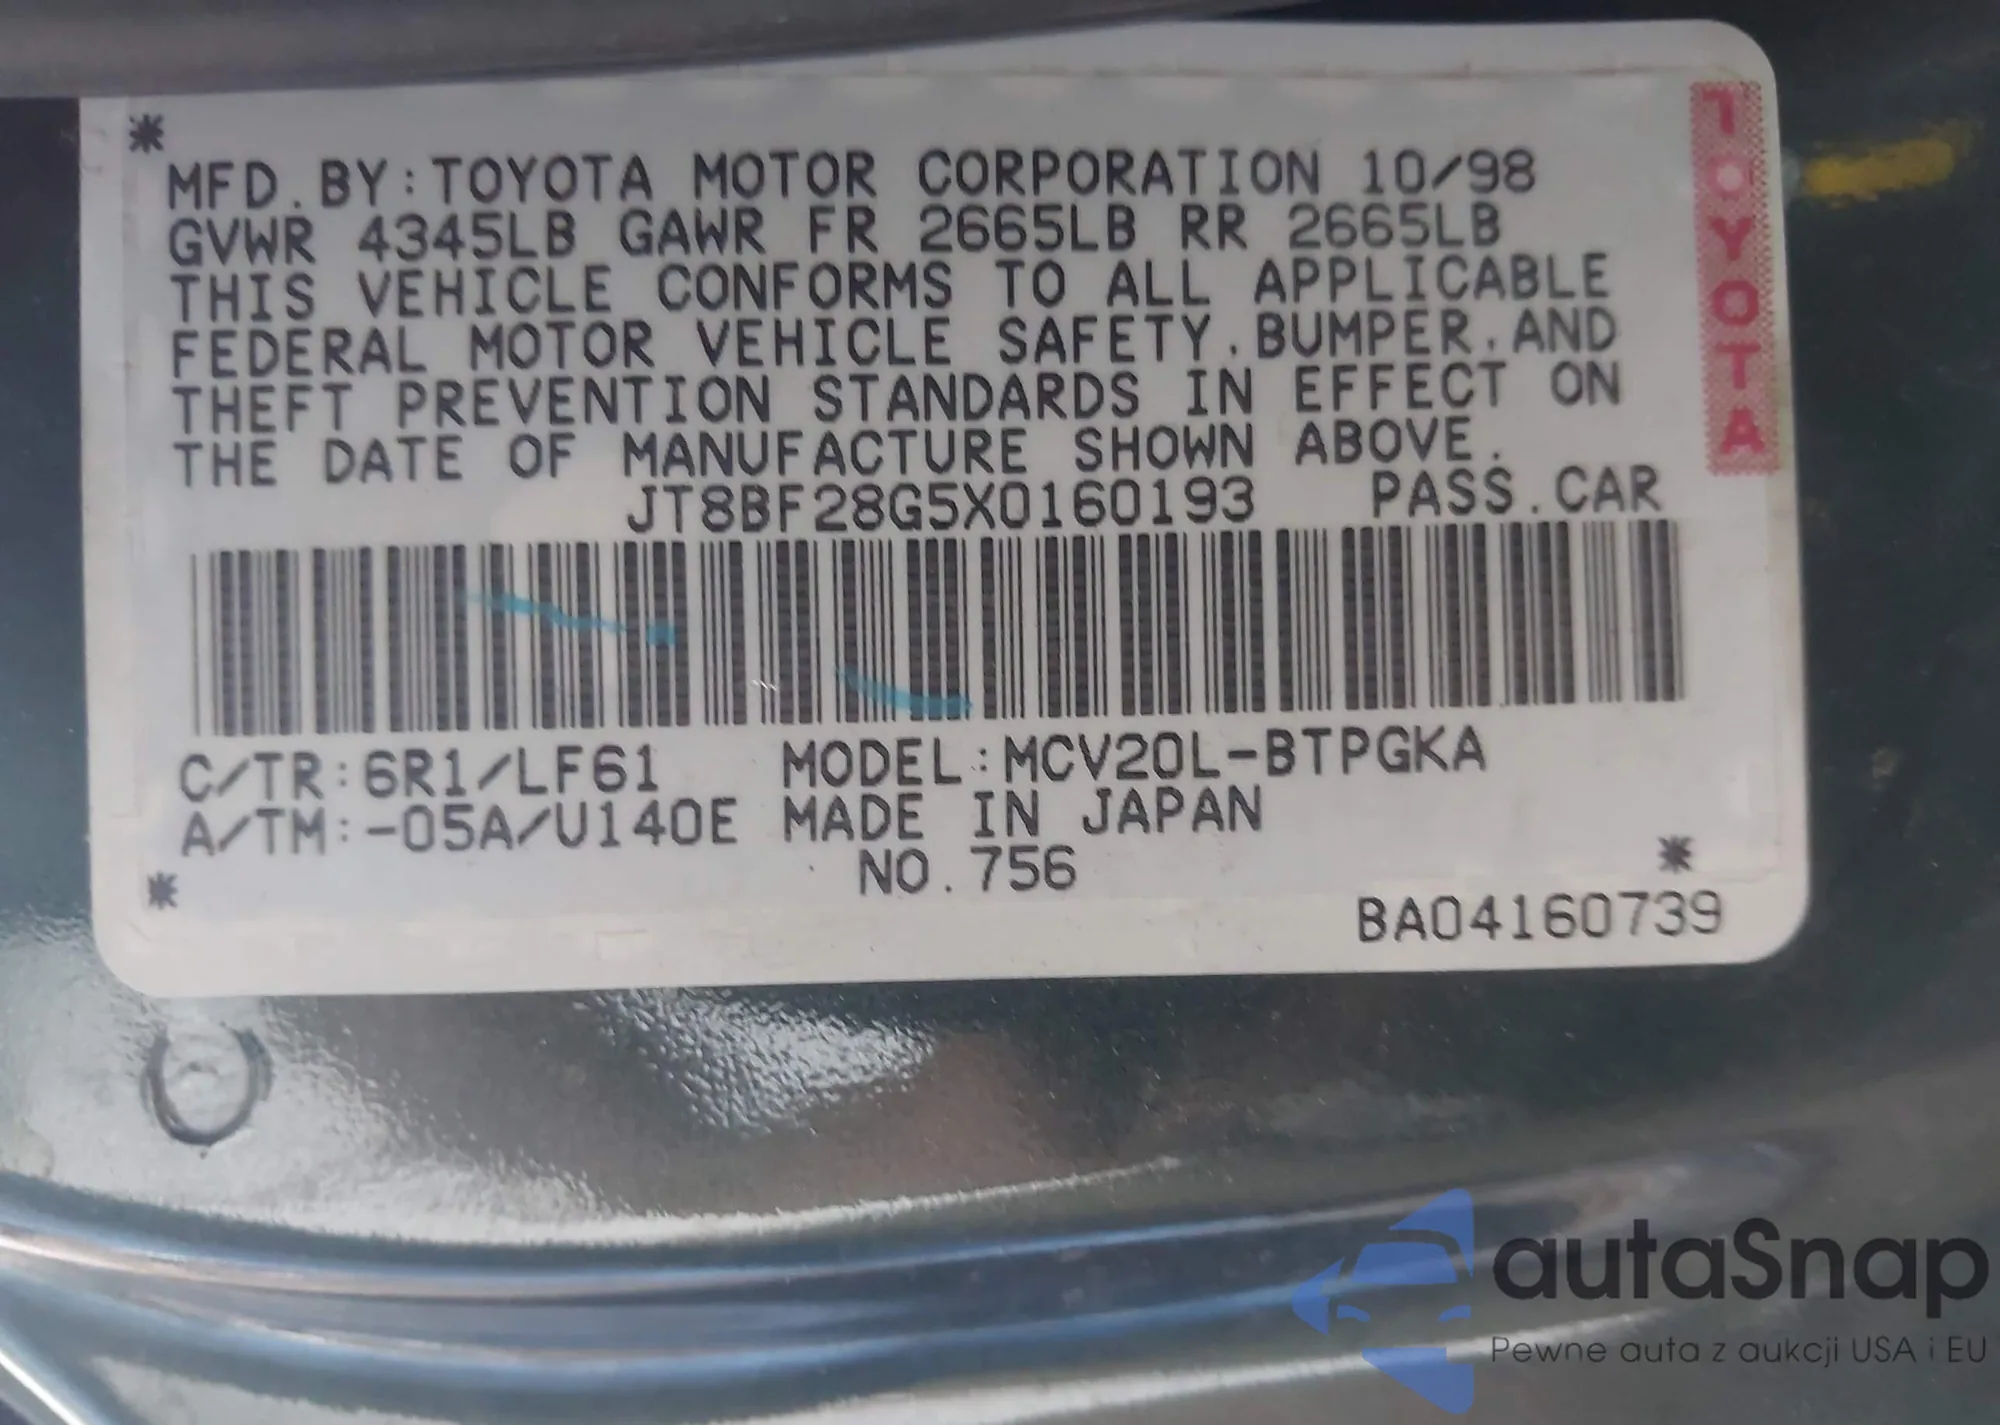 MFD.BY:TOYOTA MOTOR CORPORATION 10/98
GVWR 4345LB GAWR FR 2665LB RR 2665LB
THIS VEHICLE CONFORMS TO ALL APPLICABLE
FEDERAL MOTOR VEHICLE SAFETY.BUMPER.AND
THEFT PREVENTION STANDARDS IN EFFECT ON
THE DATE OF MANUFACTURE SHOWN ABOVE.
JT8BF28G5X0160193 PASS.CAR
C/TR:6R1/LF61 MODEL:MCV20L-BTPGKA
A/TM:-05A/U140E MADE IN JAPAN
NO.756
BA04160739
TOYOTA
autaSnap
Pewne auta z aukcji USA i EU